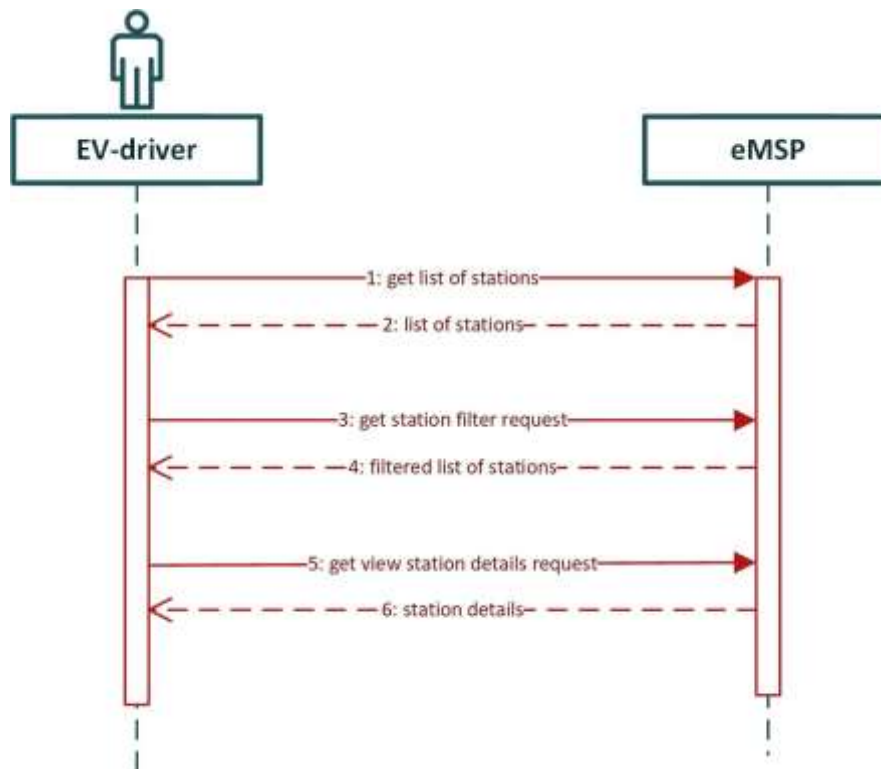 EV-driver
eMSP
1: get list of stations
2: list of stations
3: get station filter request
4: filtered list of stations
5: get view station details request
6: station details